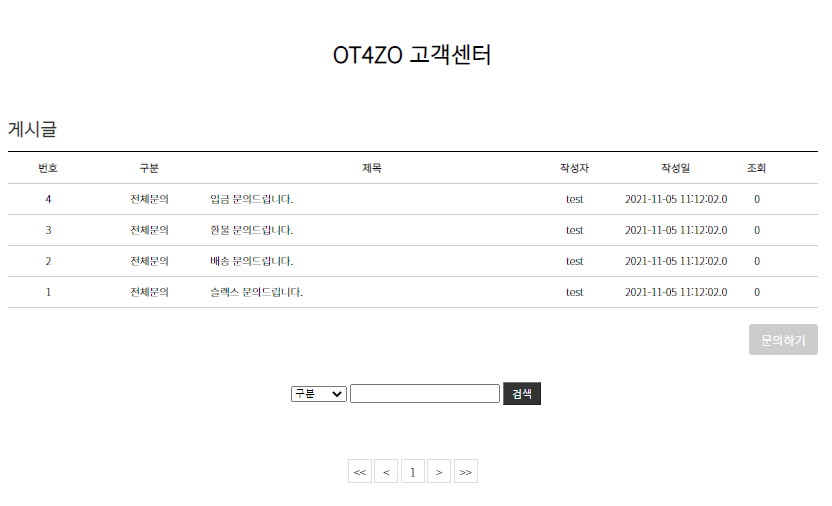 OT4ZO 고객센터
게시글
번호 구분 제목 작성자 작성일 조회
4 전체문의 입금 문의드립니다. test 2021-11-05 11:12:02.0 0
3 전체문의 환불 문의드립니다. test 2021-11-05 11:12:02.0 0
2 전체문의 배송 문의드립니다. test 2021-11-05 11:12:02.0 0
1 전체문의 슬랙스 문의드립니다. test 2021-11-05 11:12:02.0 0
문의하기
구분 검색
<< < 1 > >>